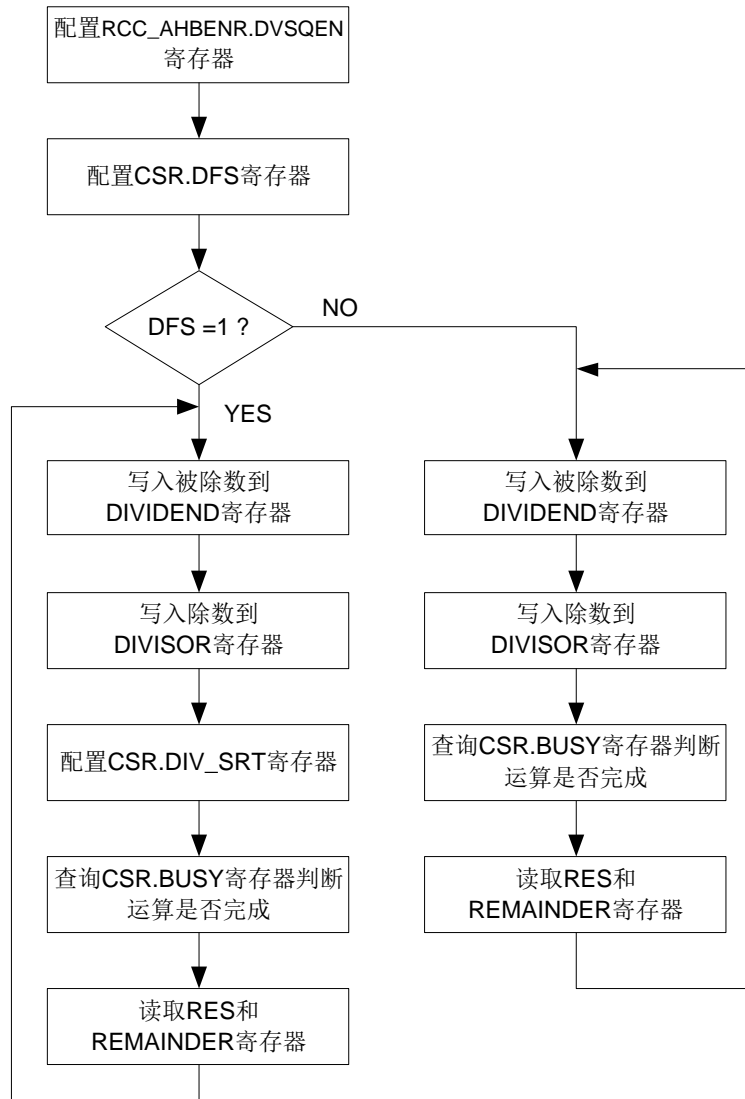 配置RCC_AHBENR.DVSQEN
寄存器
配置CSR.DFS寄存器
DFS =1 ?
NO
YES
写入被除数到
DIVIDEND寄存器
写入除数到
DIVISOR寄存器
配置CSR.DIV_SRT寄存器
查询CSR.BUSY寄存器判断
运算是否完成
读取RES和
REMAINDER寄存器
写入被除数到
DIVIDEND寄存器
写入除数到
DIVISOR寄存器
查询CSR.BUSY寄存器判断
运算是否完成
读取RES和
REMAINDER寄存器